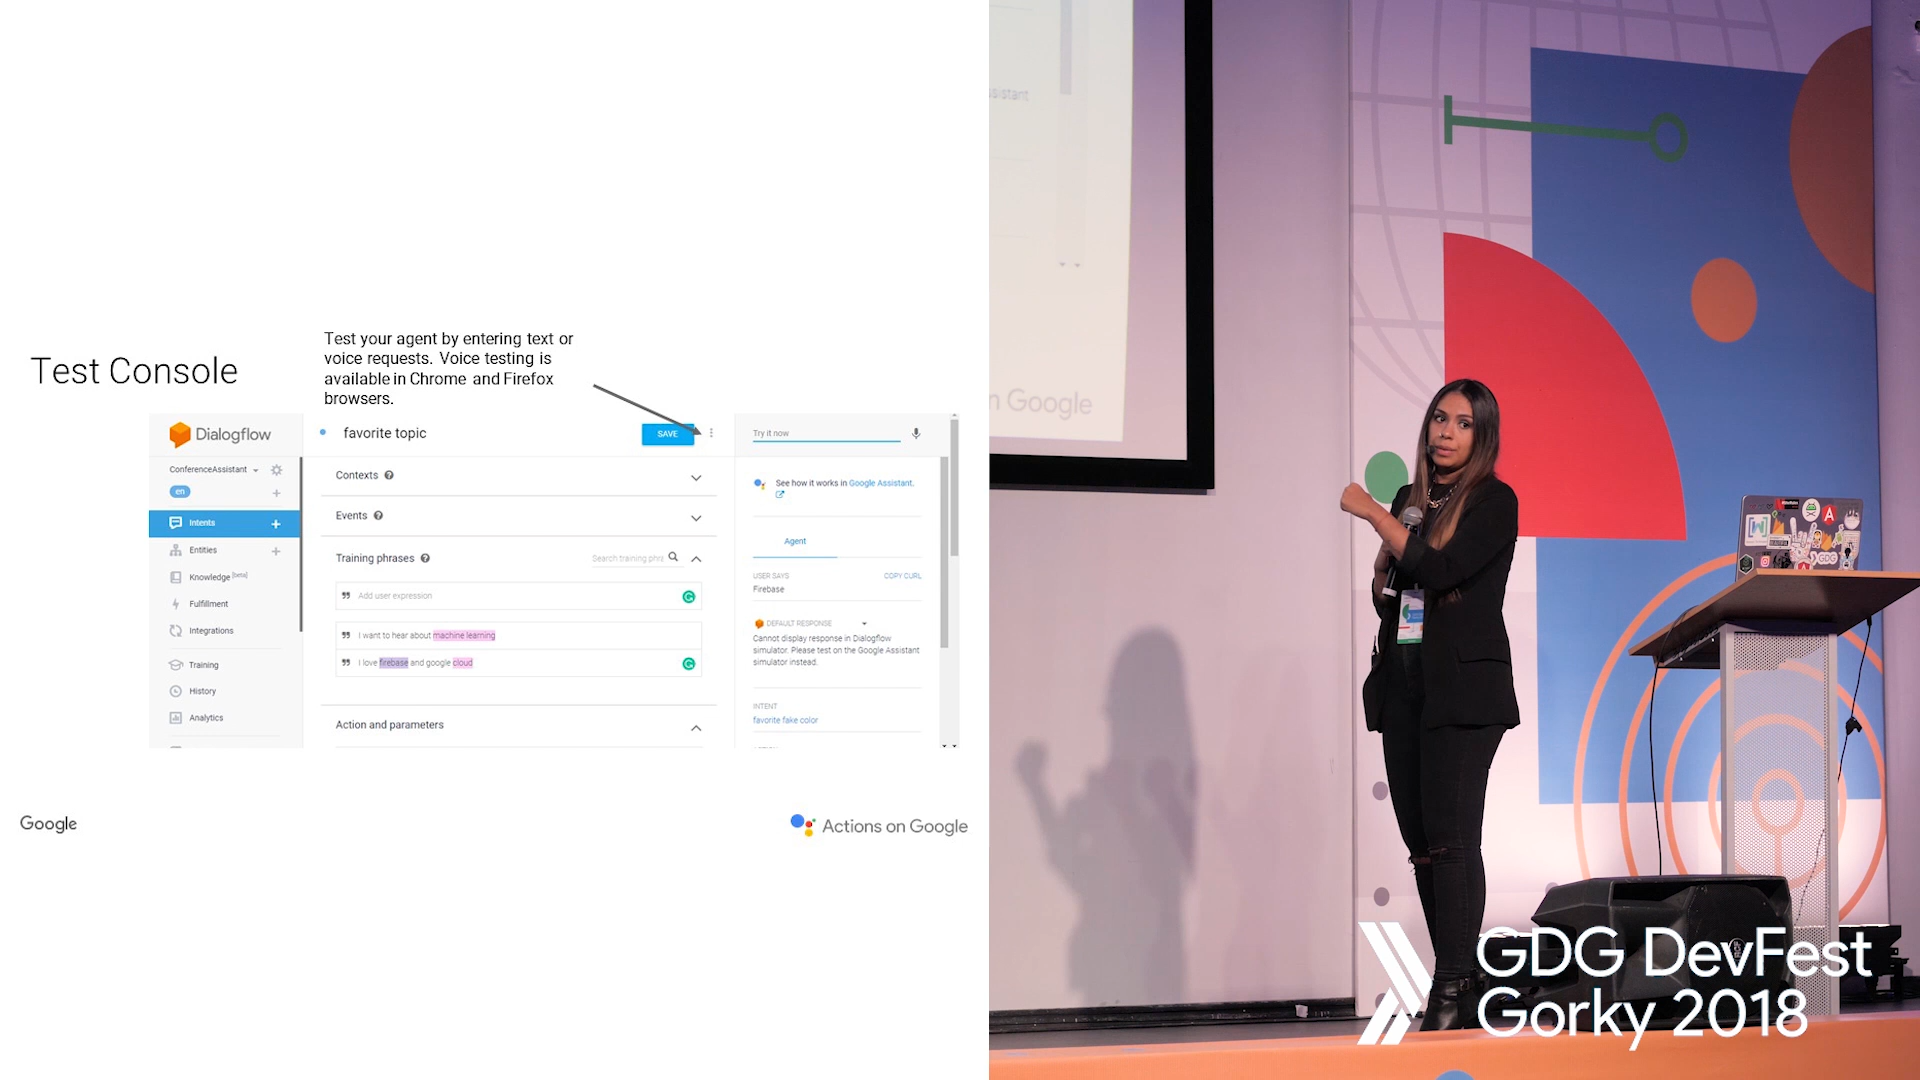 Test Console
Test your agent by entering text or
voice requests. Voice testing is
available in Chrome and Firefox
browsers.
Dialogflow
ConferenceAssistant
en
Intents
Entities
Knowledge [beta]
Fulfillment
Integrations
Training
History
Analytics
favorite topic
SAVE
Contexts
Events
Training phrases
Search training phra
Add user expression
I want to hear about machine learning
I love firebase and google cloud
Action and parameters
Try it now
See how it works in Google Assistant.
Agent
USER SAYS
COPY CURL
Firebase
DEFAULT RESPONSE
Cannot display response in Dialogflow
simulator. Please test on the Google Assistant
simulator instead.
INTENT
favorite fake color
Google
Actions on Google
n Google
GDG DevFest
Gorky 2018